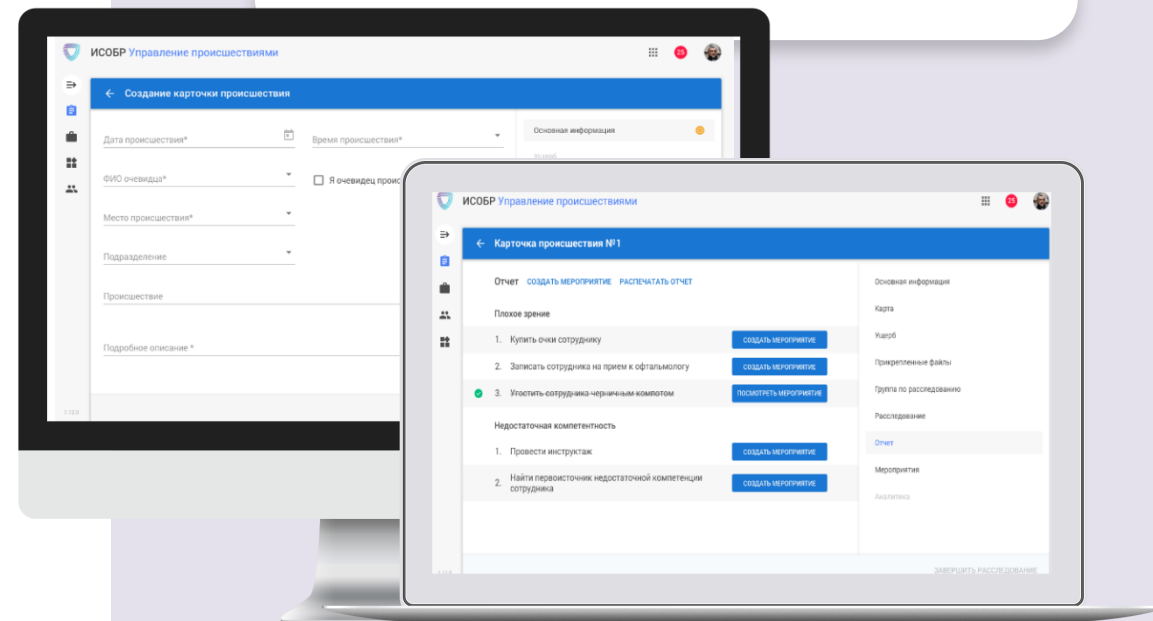 ИСОБР Управление происшествиями
25
Создание карточки происшествия
Дата происшествия*
Время происшествия*
Основная информация
Ущерб
ФИО очевидца*
Я очевидец проис
Место происшествия*
Подразделение
Происшествие
Подробное описание *
ИСОБР Управление происшествиями
25
Карточка происшествия №1
Отчет СОЗДАТЬ МЕРОПРИЯТИЕ РАСПЕЧАТАТЬ ОТЧЕТ
Плохое зрение
1. Купить очки сотруднику СОЗДАТЬ МЕРОПРИЯТИЕ
2. Записать сотрудника на прием к офтальмологу СОЗДАТЬ МЕРОПРИЯТИЕ
3. Угостить сотрудника черничным компотом ПОСМОТРЕТЬ МЕРОПРИЯТИЕ
Недостаточная компетентность
1. Провести инструктаж СОЗДАТЬ МЕРОПРИЯТИЕ
2. Найти первоисточник недостаточной компетенции
сотрудника СОЗДАТЬ МЕРОПРИЯТИЕ
Основная информация
Карта
Ущерб
Прикрепленные файлы
Группа по расследованию
Расследование
Отчет
Мероприятия
Аналитика
ЗАВЕРШИТЬ РАССЛЕДОВАНИЕ